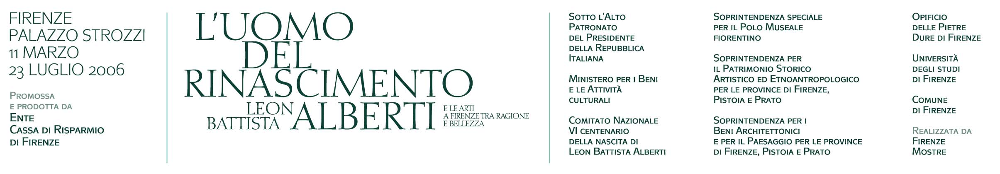 FIRENZE
PALAZZO STROZZI
11 MARZO
23 LUGLIO 2006
PROMOSSA
E PRODOTTA DA
ENTE
CASSA DI RISPARMIO
DI FIRENZE
L'UOMO
DEL
RINASCIMENTO
LEON
BATTISTA
ALBERTI
E LE ARTI
A FIRENZE TRA RAGIONE
E BELLEZZA
SOTTO L'ALTO
PATRONATO
DEL PRESIDENTE
DELLA REPUBBLICA
ITALIANA
MINISTERO PER I BENI
E LE ATTIVITÀ
CULTURALI
COMITATO NAZIONALE
VI CENTENARIO
DELLA NASCITA DI
LEON BATTISTA ALBERTI
SOPRINTENDENZA SPECIALE
PER IL POLO MUSEALE
FIORENTINO
SOPRINTENDENZA PER
IL PATRIMONIO STORICO
ARTISTICO ED ETNOANTROPOLOGICO
PER LE PROVINCE DI FIRENZE,
PISTOIA E PRATO
SOPRINTENDENZA PER I
BENI ARCHITETTONICI
E PER IL PAESAGGIO PER LE PROVINCE
DI FIRENZE, PISTOIA E PRATO
OPIFICIO
DELLE PIETRE
DURE DI FIRENZE
UNIVERSITÀ
DEGLI STUDI
DI FIRENZE
COMUNE
DI FIRENZE
REALIZZATA DA
FIRENZE
MOSTRE